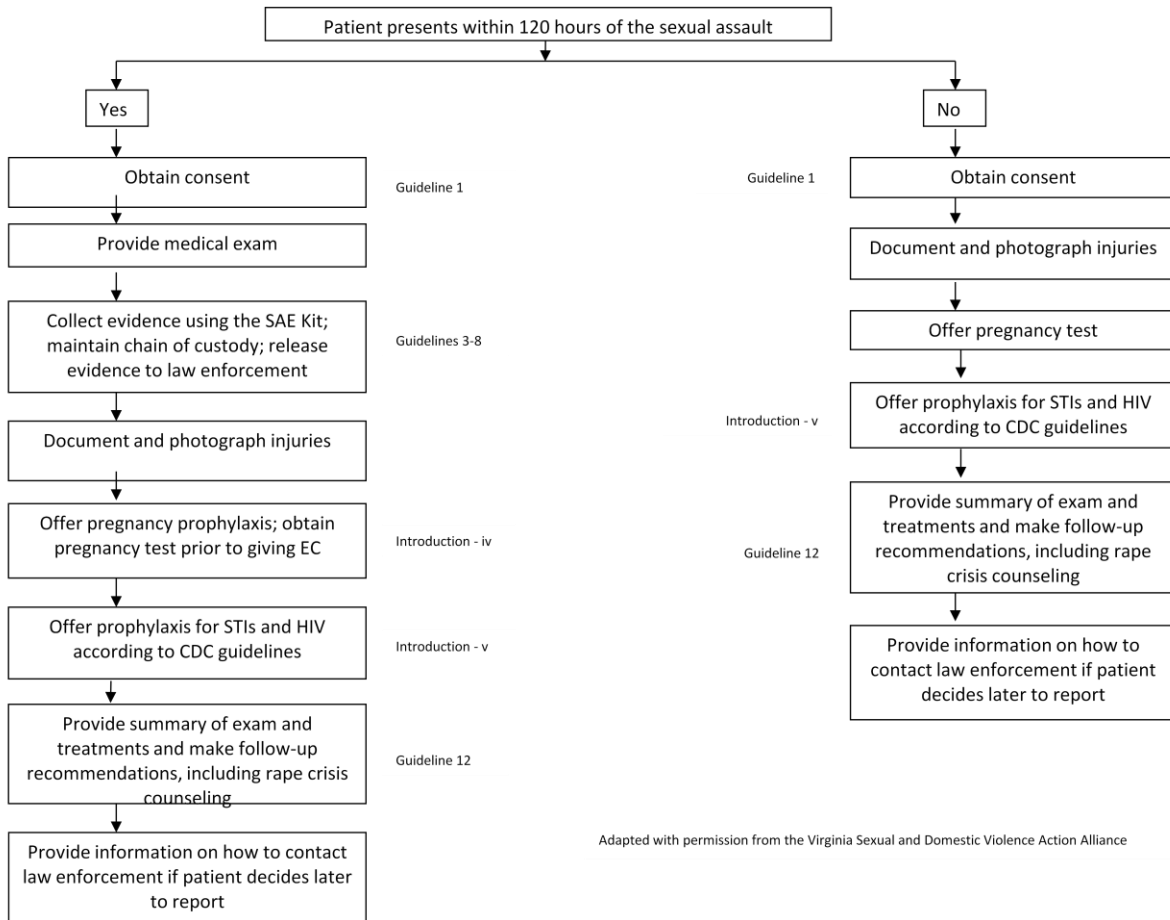 Patient presents within 120 hours of the sexual assault
Yes
Obtain consent
Guideline 1
Provide medical exam
Collect evidence using the SAE Kit;
maintain chain of custody; release
evidence to law enforcement
Guidelines 3-8
Document and photograph injuries
Offer pregnancy prophylaxis; obtain
pregnancy test prior to giving EC
Introduction - iv
Offer prophylaxis for STIs and HIV
according to CDC guidelines
Introduction - v
Provide summary of exam and
treatments and make follow-up
recommendations, including rape crisis
counseling
Guideline 12
Provide information on how to contact
law enforcement if patient decides later
to report
No
Guideline 1
Obtain consent
Document and photograph injuries
Offer pregnancy test
Introduction - v
Offer prophylaxis for STIs and HIV
according to CDC guidelines
Guideline 12
Provide summary of exam and
treatments and make follow-up
recommendations, including rape
crisis counseling
Provide information on how to
contact law enforcement if patient
decides later to report
Adapted with permission from the Virginia Sexual and Domestic Violence Action Alliance